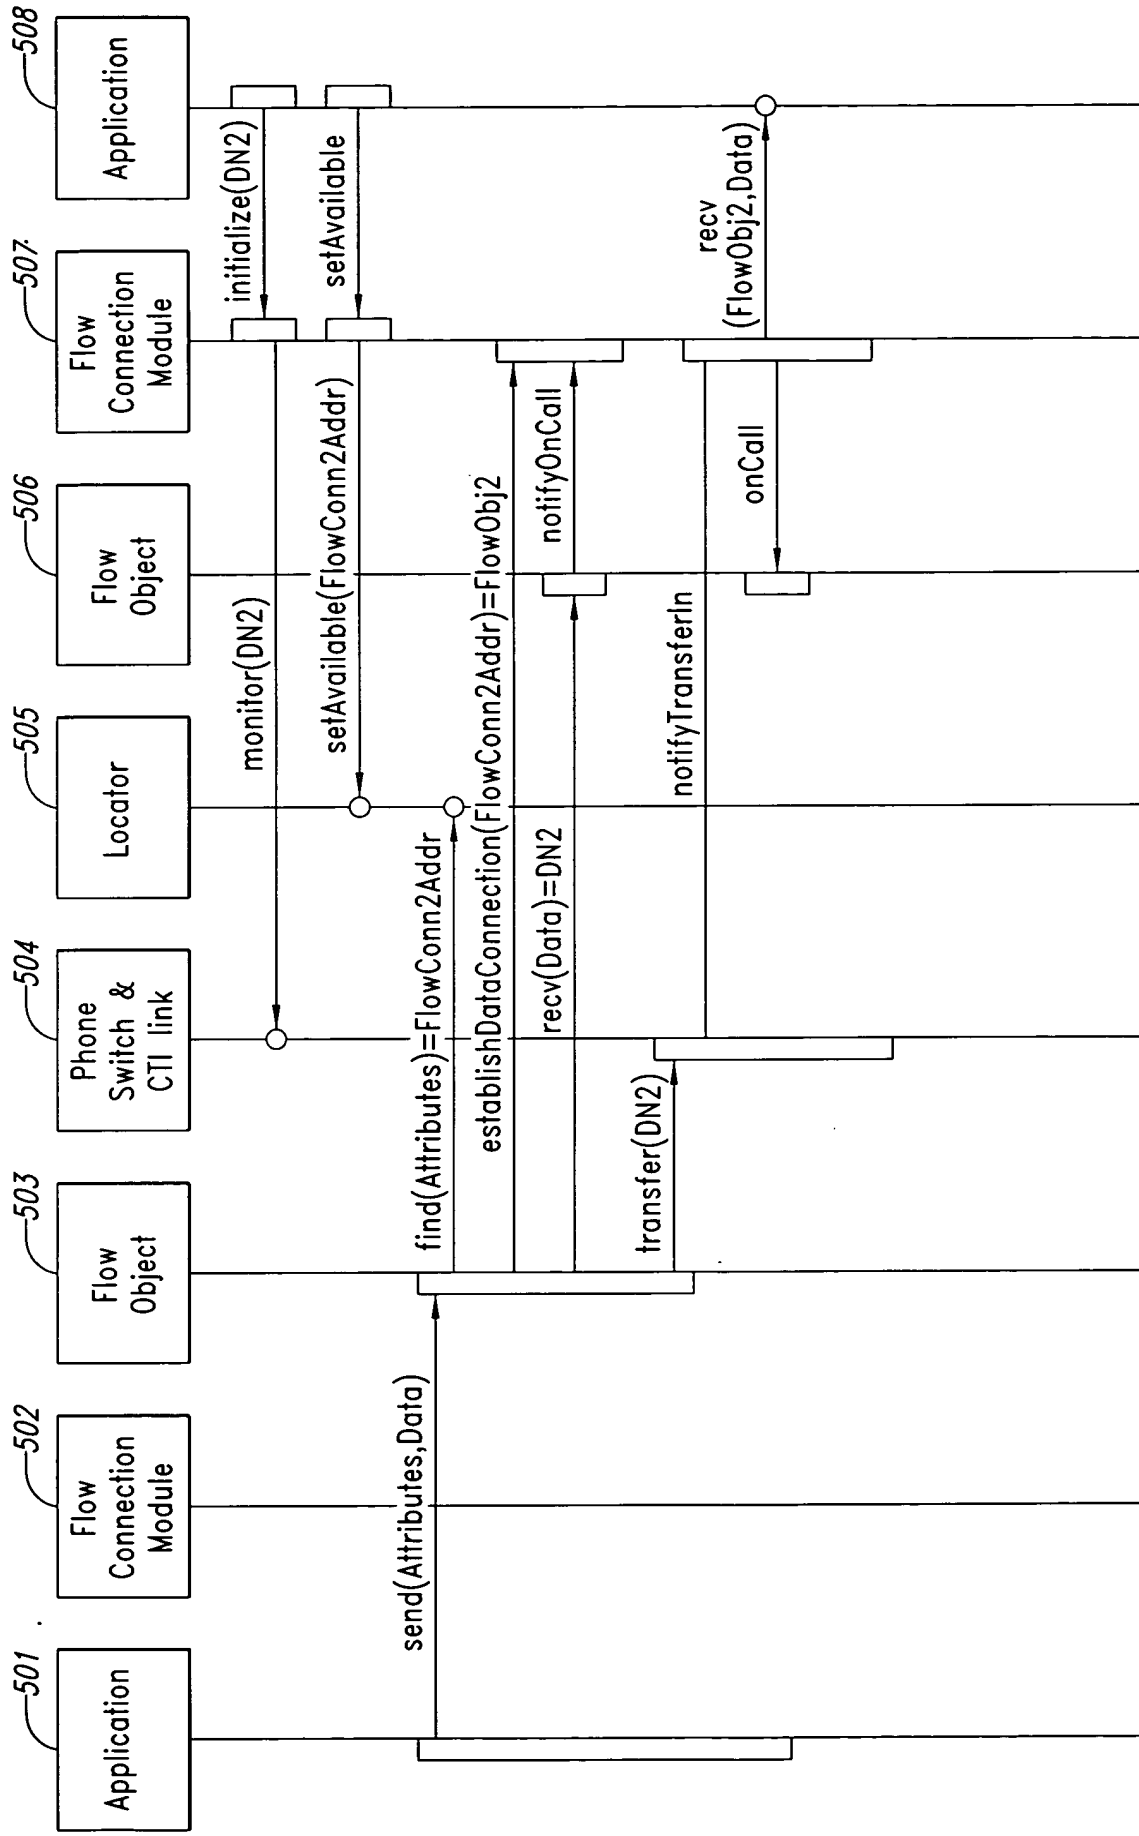 501
Application
502
Flow
Connection
Module
503
Flow
Object
504
Phone
Switch &
CTI link
505
Locator
506
Flow
Object
507
Flow
Connection
Module
508
Application
initialize(DN2)
monitor(DN2)
setAvailable
setAvailable(FlowConn2Addr)
send(Attributes,Data)
find(Attributes)=FlowConn2Addr
establishDataConnection(FlowConn2Addr)=FlowObj2
recv(Data)=DN2
notifyOnCall
transfer(DN2)
notifyTransferIn
recv
(FlowObj2,Data)
onCall